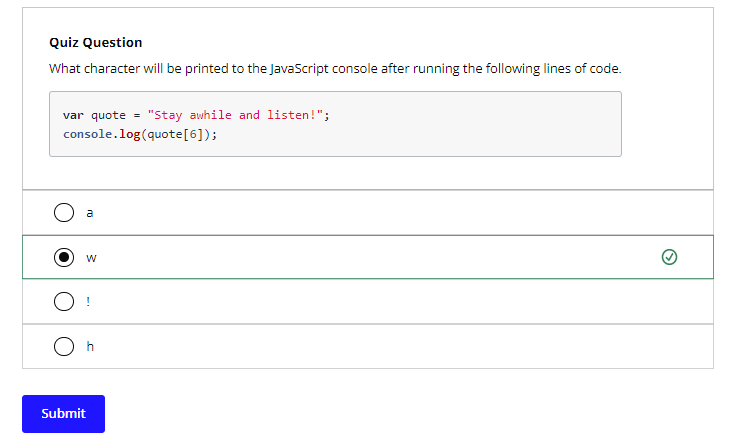 Quiz Question
What character will be printed to the JavaScript console after running the following lines of code.
var quote = "Stay awhile and listen!";
console.log(quote[6]);
a
w
!
h
Submit